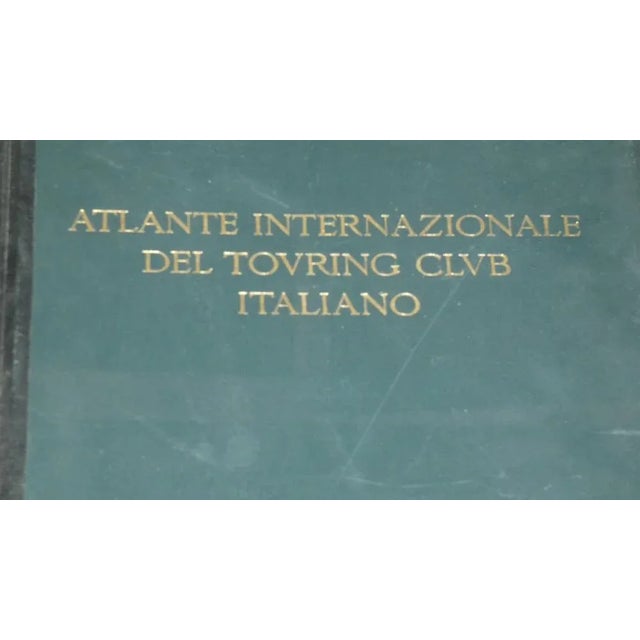 ATLANTE INTERNAZIONALE
DEL TOVRING CLVB
ITALIANO